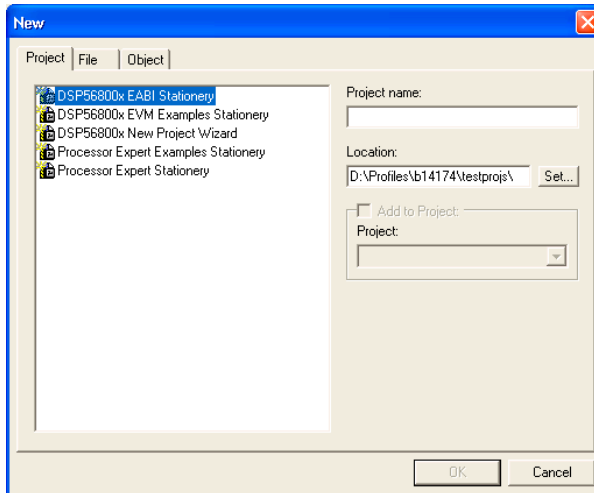 New
Project File Object
DSP56800x EABI Stationery
DSP56800x EVM Examples Stationery
DSP56800x New Project Wizard
Processor Expert Examples Stationery
Processor Expert Stationery
Project name:
Location:
D:\Profiles\b14174\testprojs\ Set...
Add to Project:
Project:
OK Cancel